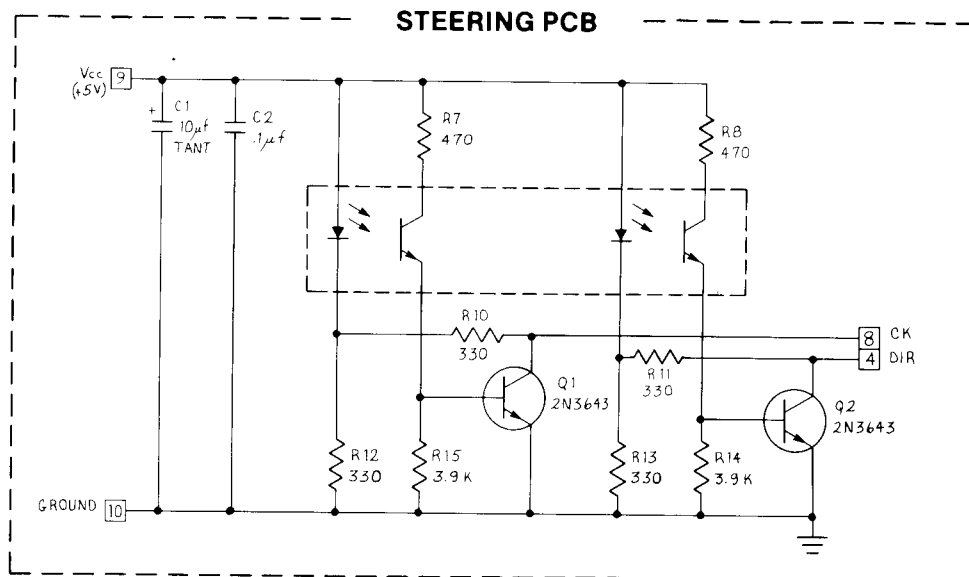 STEERING PCB
Vcc
(+5V)
9
+
C1
10µf
TANT
C2
.1µf
R7
470
R8
470
R10
330
8
CK
4
DIR
R11
330
Q1
2N3643
Q2
2N3643
R12
330
R15
3.9K
R13
330
R14
3.9K
GROUND
10